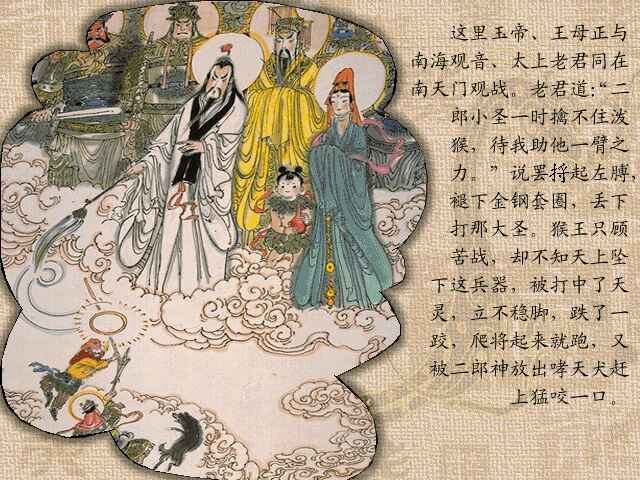 这里玉帝、王母正与
南海观音、太上老君同在
南天门观战。老君道:“二
郎小圣一时擒不住泼
猴，待我助他一臂之
力。” 说罢捋起左膊，
褪下金钢套圈，丢下
打那大圣。猴王只顾
苦战，却不知天上坠
下这兵器，被打中了天
灵，立不稳脚，跌了一
跤，爬将起来就跑，又
被二郎神放出哮天犬赶
上猛咬一口。